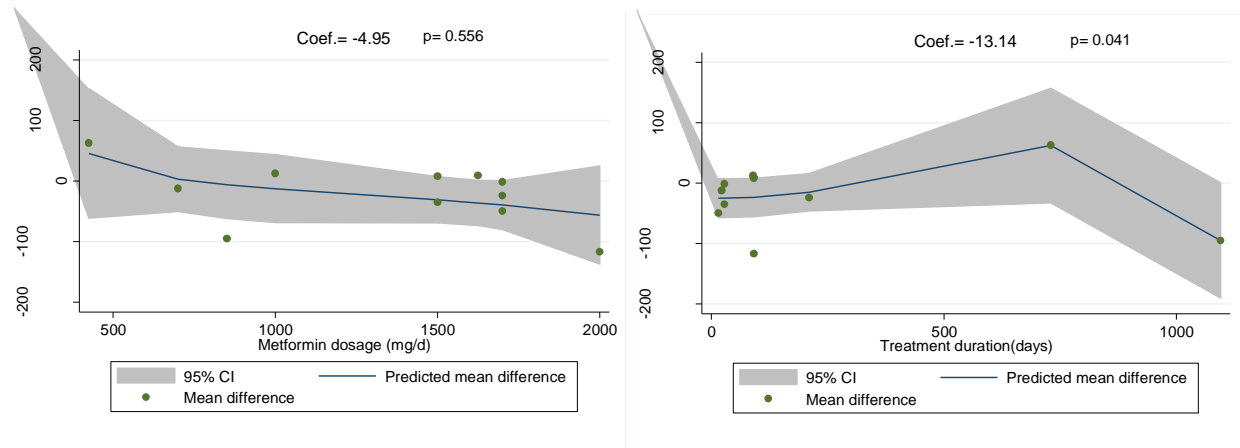 Coef.= -4.95 p= 0.556
200
100
0
-100
-200
500 1000 1500 2000
Metformin dosage (mg/d)
95% CI Predicted mean difference
Mean difference
Coef.= -13.14 p= 0.041
200
100
0
-100
-200
0 500 1000
Treatment duration(days)
95% CI Predicted mean difference
Mean difference